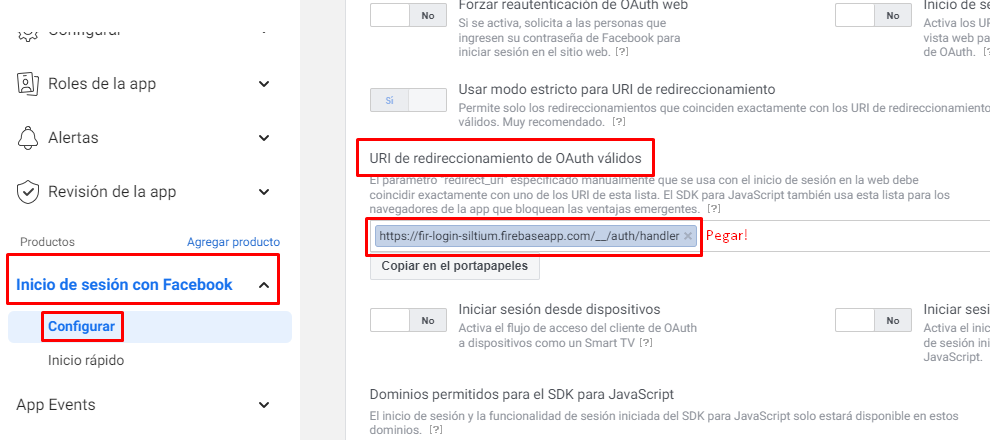 Configurar
Roles de la app
Alertas
Revisión de la app
Productos
Agregar producto
Inicio de sesión con Facebook
Configurar
Inicio rápido
App Events
Forzar reautenticación de OAuth web
No
Si se activa, solicita a las personas que
ingresen su contraseña de Facebook para
iniciar sesión en el sitio web. [?]
No
Inicio de se
Activa los UR
vista web pa
de OAuth. [?]
Sí
Usar modo estricto para URI de redireccionamiento
Permite solo los redireccionamientos que coinciden exactamente con los URI de redireccionamiento
válidos. Muy recomendado. [?]
URI de redireccionamiento de OAuth válidos
El parámetro "redirect_uri" especificado manualmente que se usa con el inicio de sesión en la web debe
coincidir exactamente con uno de los URI de esta lista. El SDK para JavaScript también usa esta lista para los
navegadores de la app que bloquean las ventajas emergentes. [?]
https://fir-login-siltium.firebaseapp.com/__/auth/handler ×
Pegar!
Copiar en el portapapeles
No
Iniciar sesión desde dispositivos
Activa el flujo de acceso del cliente de OAuth
a dispositivos como un Smart TV [?]
No
Iniciar sesi
Activa el inic
de sesión ini
JavaScript.
Dominios permitidos para el SDK para JavaScript
El inicio de sesión y la funcionalidad de sesión iniciada del SDK para JavaScript solo estará disponible en estos
dominios. [?]